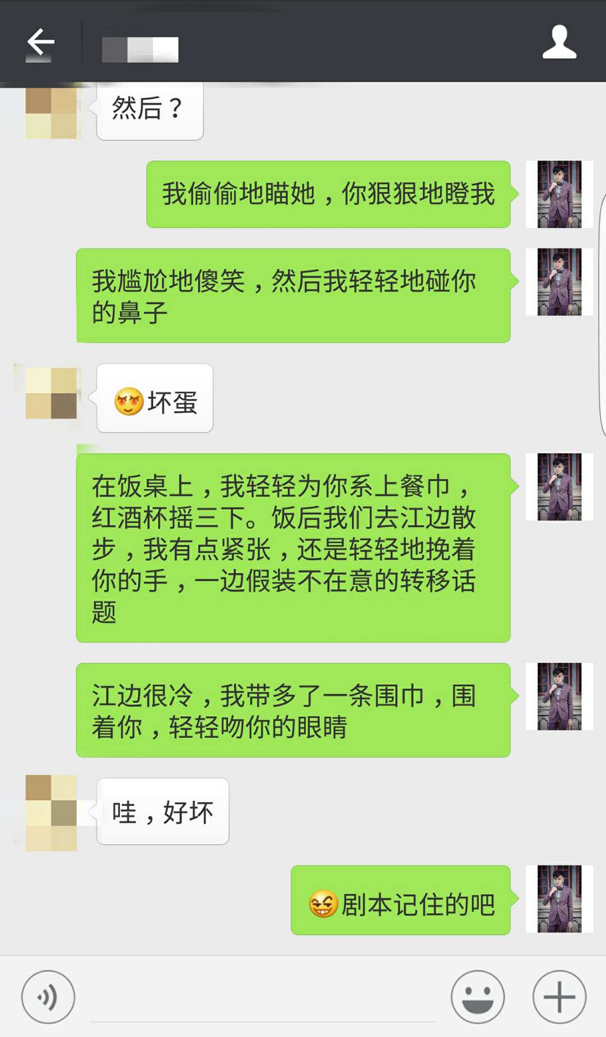 然后？
我偷偷地瞄她，你狠狠地瞪我
我尴尬地傻笑，然后我轻轻地碰你
的鼻子
坏蛋
在饭桌上，我轻轻为你系上餐巾，
红酒杯摇三下。饭后我们去江边散
步，我有点紧张，还是轻轻地挽着
你的手，一边假装不在意的转移话
题
江边很冷，我带多了一条围巾，围
着你，轻轻吻你的眼睛
哇，好坏
剧本记住的吧